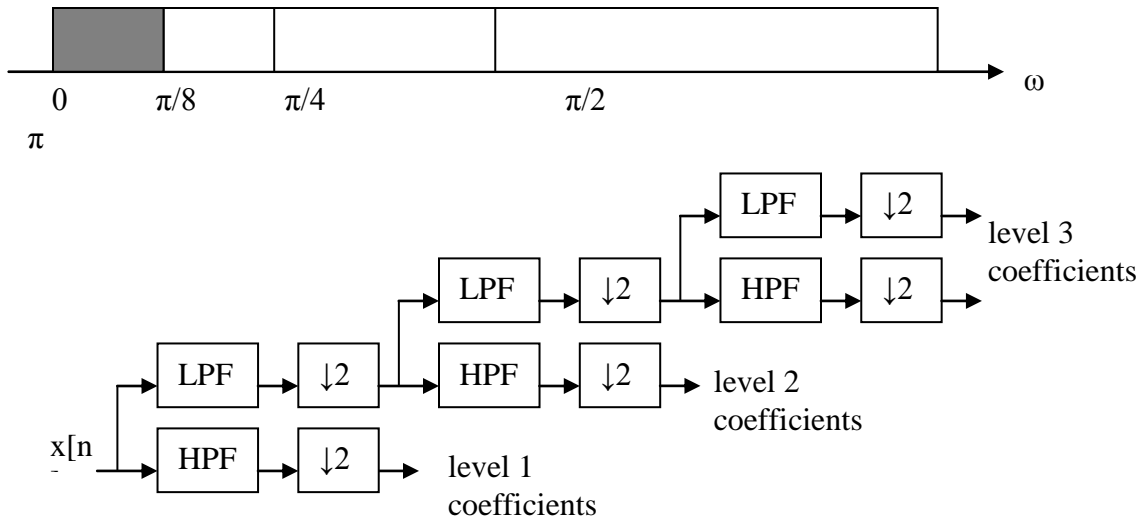 ω
0 π/8 π/4 π/2
π
LPF ↓2
level 3
coefficients
LPF ↓2 HPF ↓2
LPF ↓2 HPF ↓2
level 2
coefficients
x[n
HPF ↓2
level 1
coefficients